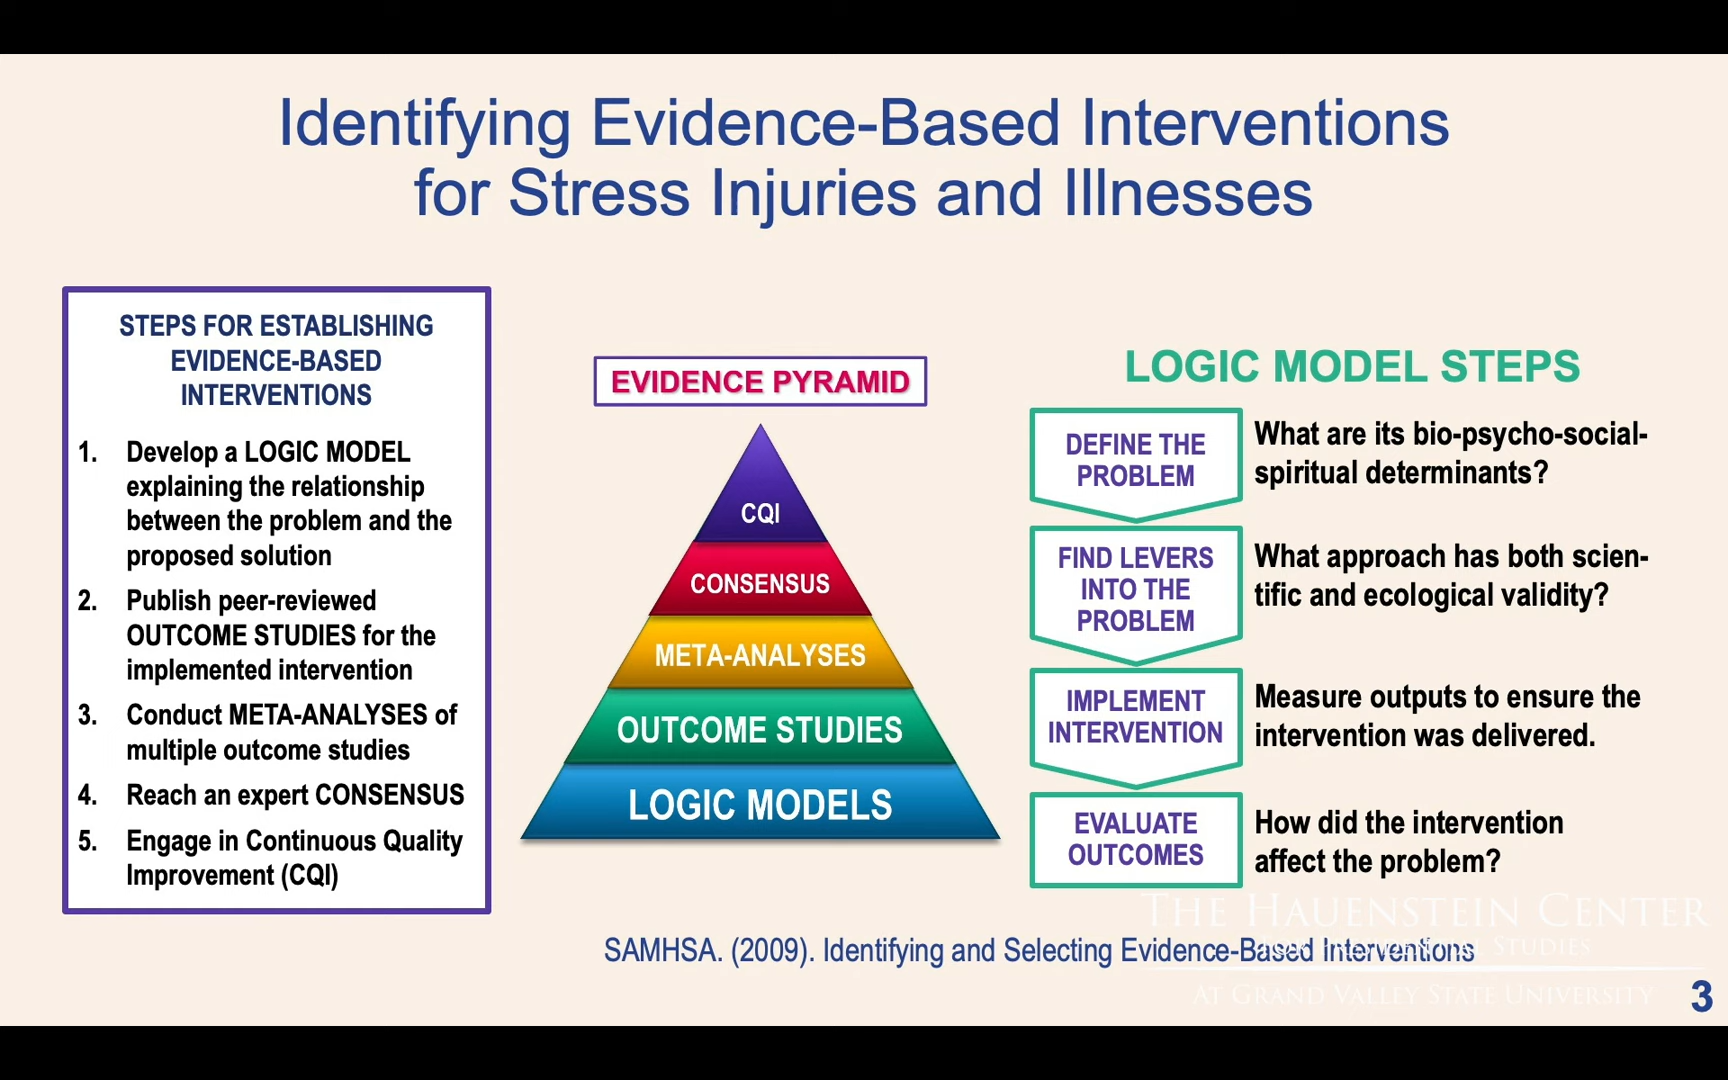 Identifying Evidence-Based Interventions
for Stress Injuries and Illnesses
STEPS FOR ESTABLISHING
EVIDENCE-BASED
INTERVENTIONS
1. Develop a LOGIC MODEL
explaining the relationship
between the problem and the
proposed solution
2. Publish peer-reviewed
OUTCOME STUDIES for the
implemented intervention
3. Conduct META-ANALYSES of
multiple outcome studies
4. Reach an expert CONSENSUS
5. Engage in Continuous Quality
Improvement (CQI)
EVIDENCE PYRAMID
CQI
CONSENSUS
META-ANALYSES
OUTCOME STUDIES
LOGIC MODELS
LOGIC MODEL STEPS
DEFINE THE
PROBLEM
What are its bio-psycho-social-
spiritual determinants?
FIND LEVERS
INTO THE
PROBLEM
What approach has both scien-
tific and ecological validity?
IMPLEMENT
INTERVENTION
Measure outputs to ensure the
intervention was delivered.
EVALUATE
OUTCOMES
How did the intervention
affect the problem?
SAMHSA. (2009). Identifying and Selecting Evidence-Based Interventions
THE HAUENSTEIN CENTER
FOR PRESIDENTIAL STUDIES
AT GRAND VALLEY STATE UNIVERSITY
3